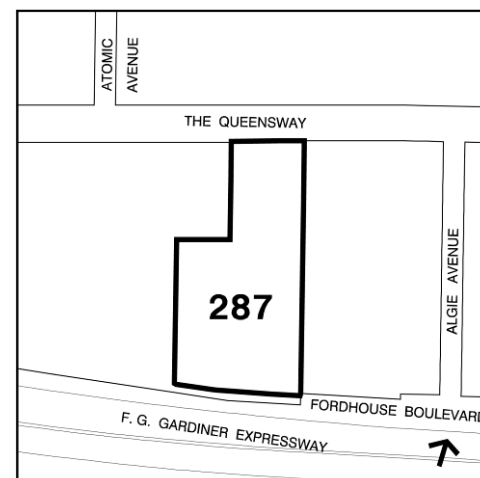 ATOMIC
AVENUE
THE QUEENSWAY
ALGIE AVENUE
287
FORDHOUSE BOULEVARD
F. G. GARDINER EXPRESSWAY